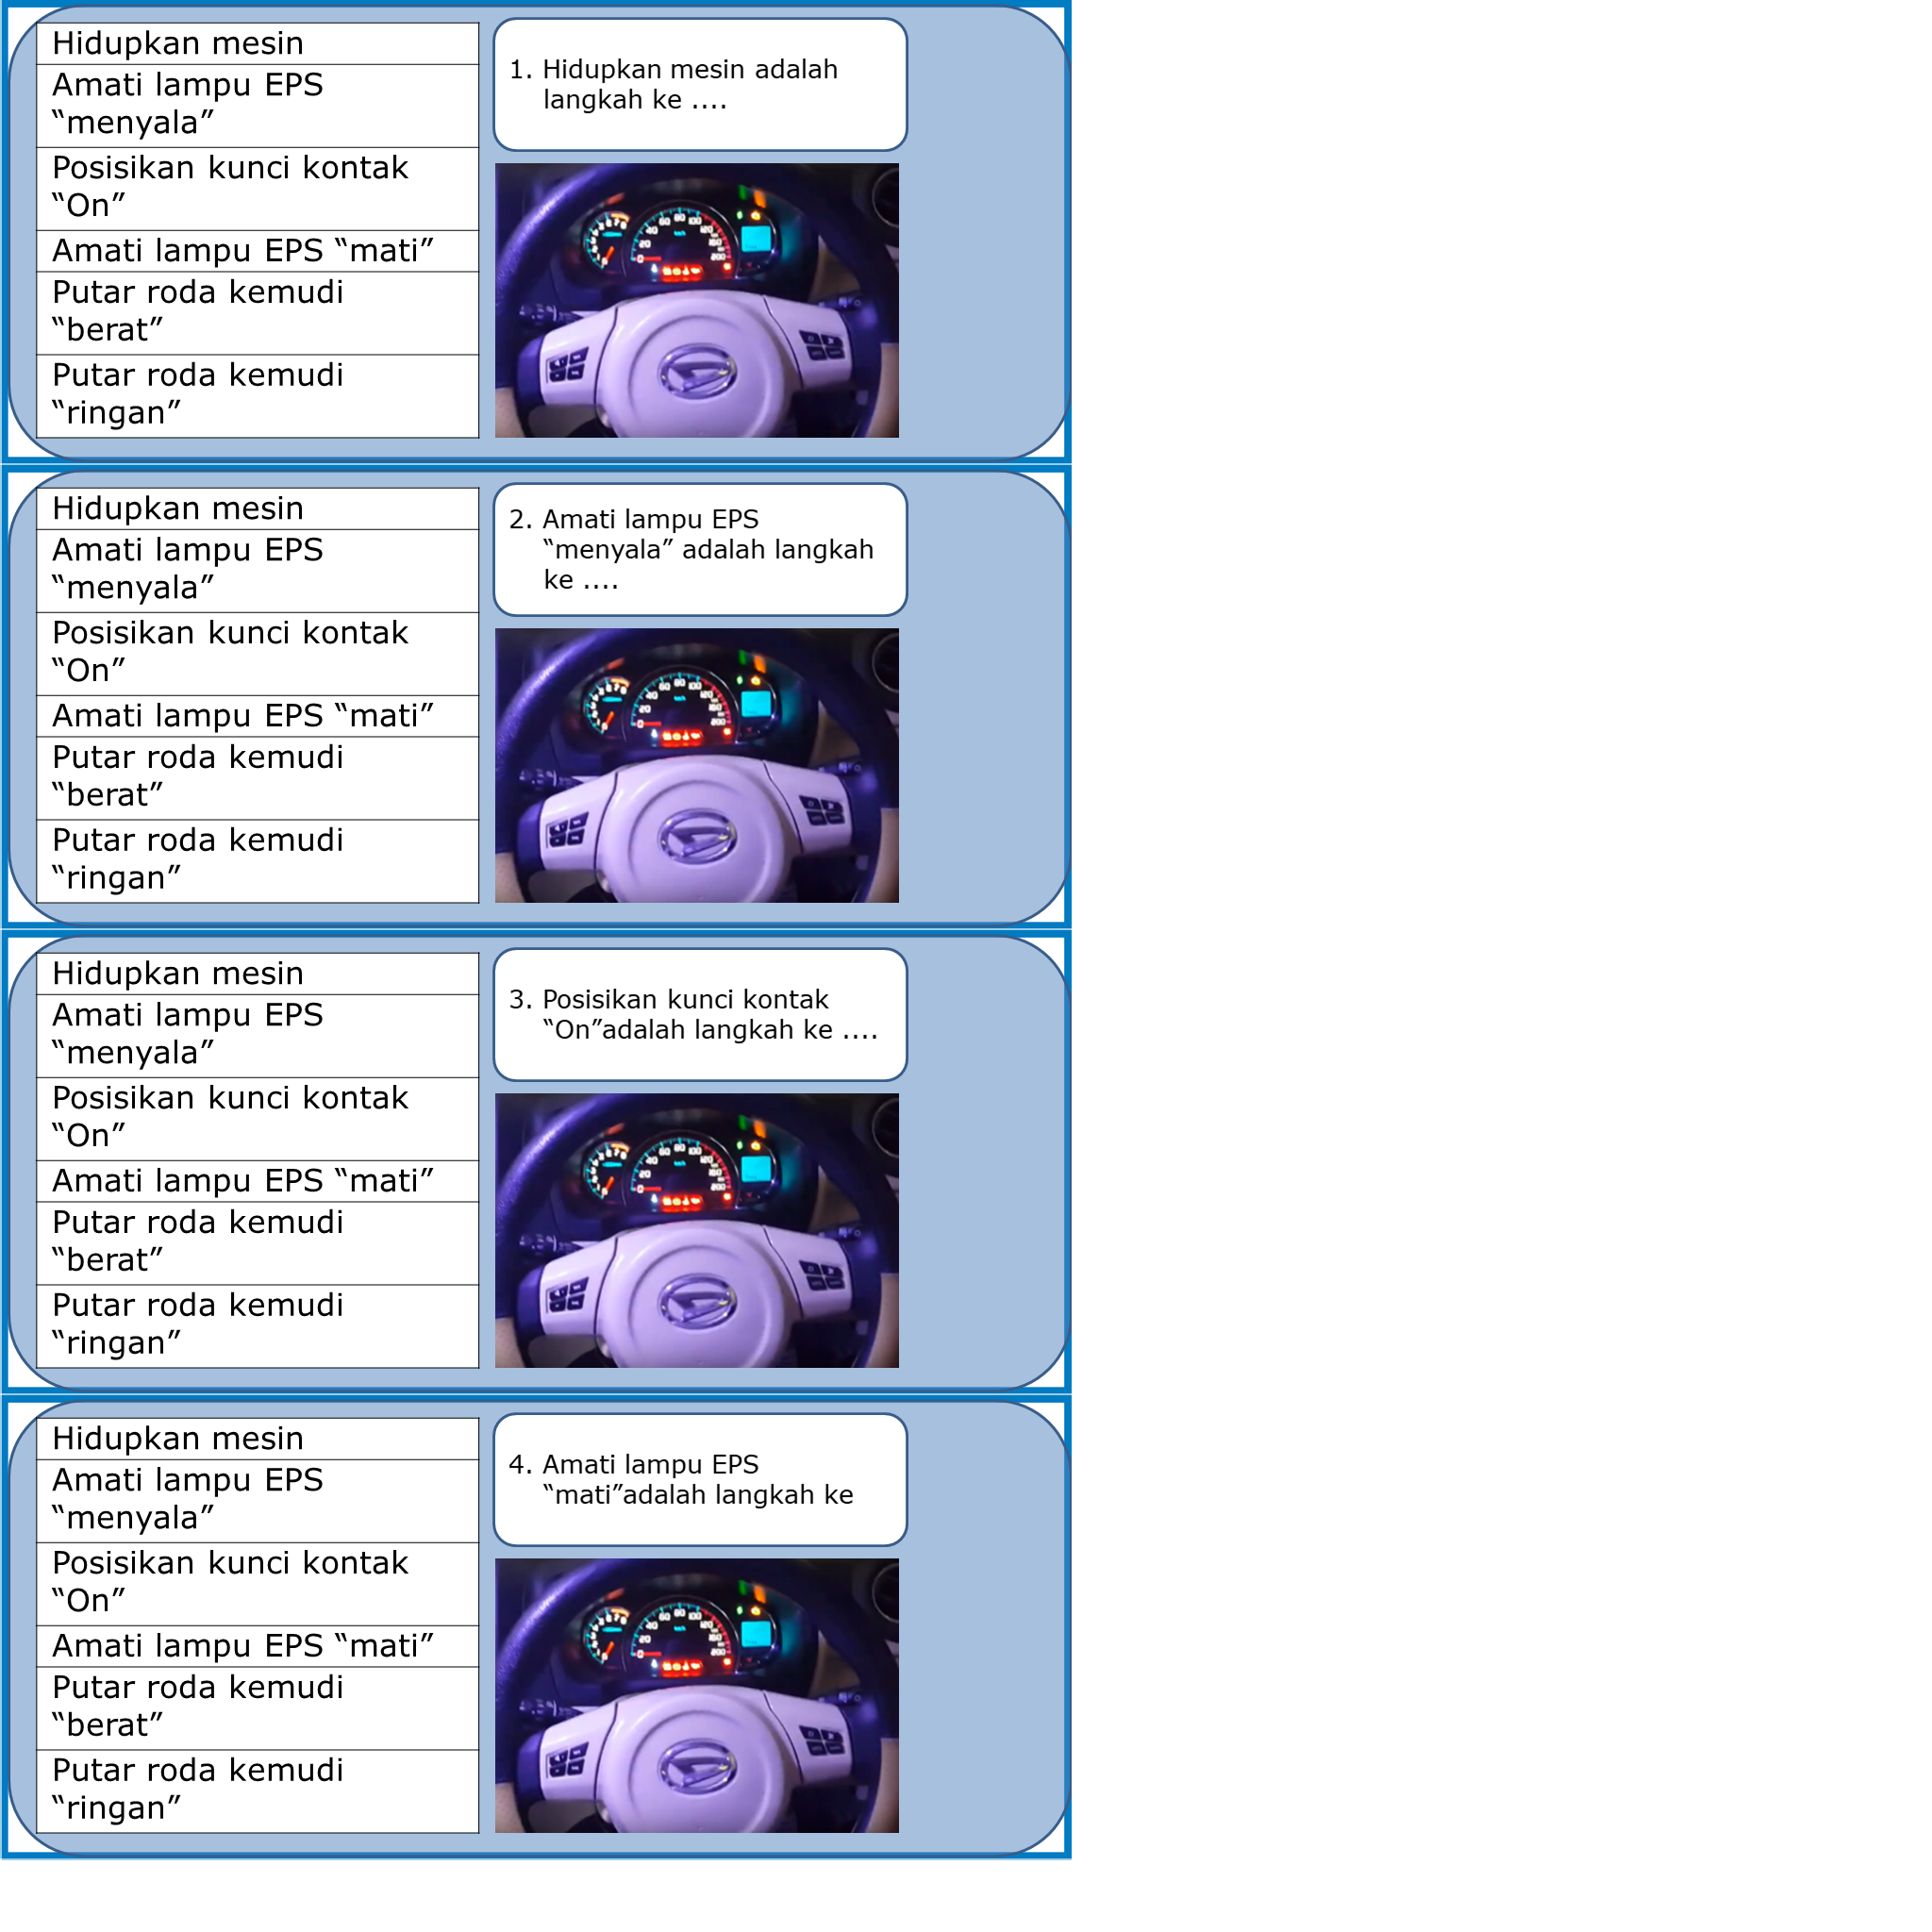 Hidupkan mesin
Amati lampu EPS
“menyala”
Posisikan kunci kontak
“On”
Amati lampu EPS “mati”
Putar roda kemudi
“berat”
Putar roda kemudi
“ringan”
1. Hidupkan mesin adalah
langkah ke ....
Hidupkan mesin
Amati lampu EPS
“menyala”
Posisikan kunci kontak
“On”
Amati lampu EPS “mati”
Putar roda kemudi
“berat”
Putar roda kemudi
“ringan”
2. Amati lampu EPS
“menyala” adalah langkah
ke ....
Hidupkan mesin
Amati lampu EPS
“menyala”
Posisikan kunci kontak
“On”
Amati lampu EPS “mati”
Putar roda kemudi
“berat”
Putar roda kemudi
“ringan”
3. Posisikan kunci kontak
“On”adalah langkah ke ....
Hidupkan mesin
Amati lampu EPS
“menyala”
Posisikan kunci kontak
“On”
Amati lampu EPS “mati”
Putar roda kemudi
“berat”
Putar roda kemudi
“ringan”
4. Amati lampu EPS
“mati”adalah langkah ke